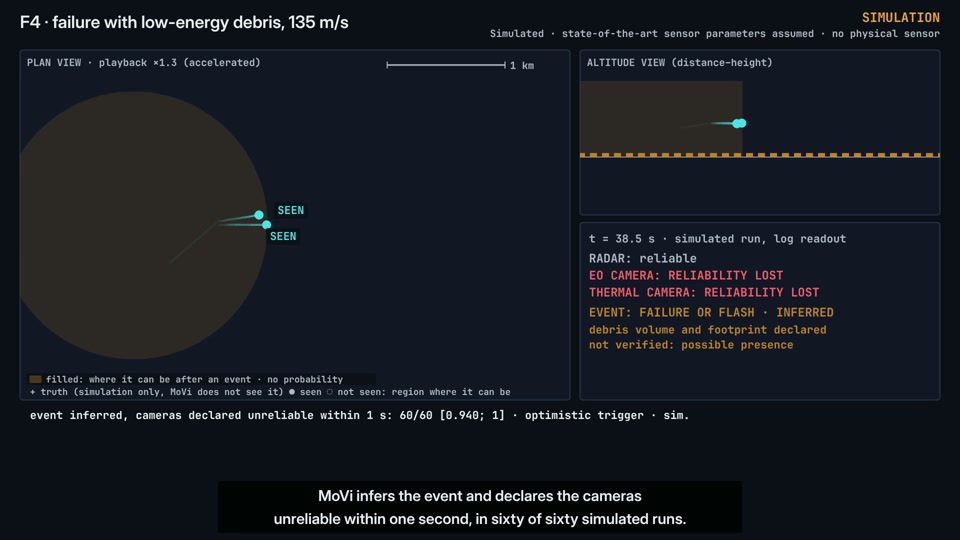 F4 · failure with low-energy debris, 135 m/s
SIMULATION
Simulated · state-of-the-art sensor parameters assumed · no physical sensor
PLAN VIEW · playback ×1.3 (accelerated)
1 km
SEEN
SEEN
filled: where it can be after an event · no probability
+ truth (simulation only, MoVi does not see it) ● seen ◌ not seen: region where it can be
ALTITUDE VIEW (distance-height)
t = 38.5 s · simulated run, log readout
RADAR: reliable
EO CAMERA: RELIABILITY LOST
THERMAL CAMERA: RELIABILITY LOST
EVENT: FAILURE OR FLASH · INFERRED
debris volume and footprint declared
not verified: possible presence
event inferred, cameras declared unreliable within 1 s: 60/60 [0.940; 1] · optimistic trigger · sim.
MoVi infers the event and declares the cameras
unreliable within one second, in sixty of sixty simulated runs.